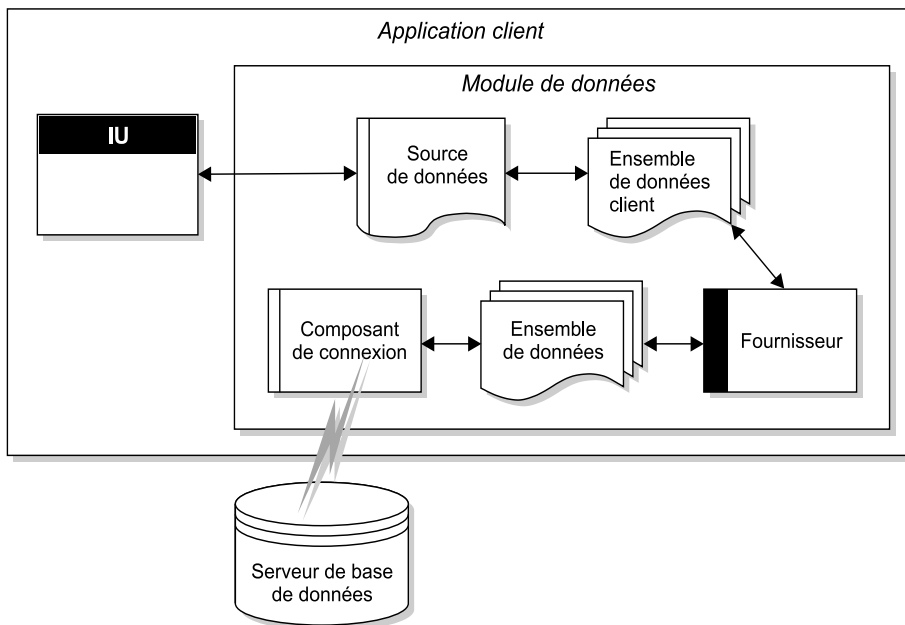 Application client
Module de données
IU
Source
de données
Ensemble
de données
client
Composant
de connexion
Ensemble
de données
Fournisseur
Serveur de base
de données